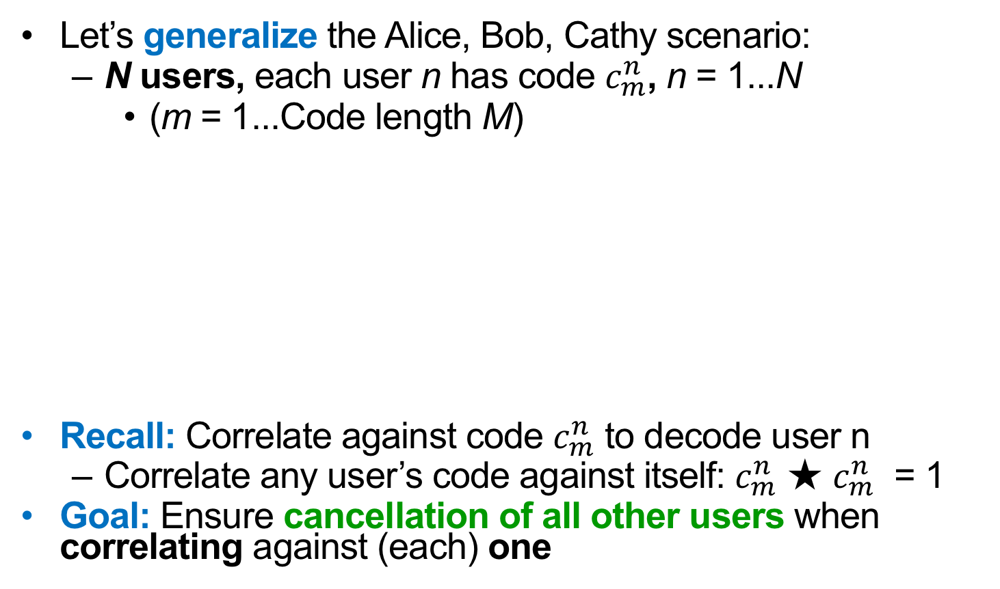 • Let’s generalize the Alice, Bob, Cathy scenario:
– N users, each user n has code $c_m^n$, n = 1...N
• (m = 1...Code length M)
• Recall: Correlate against code $c_m^n$ to decode user n
– Correlate any user’s code against itself: $c_m^n$ ★ $c_m^n$ = 1
• Goal: Ensure cancellation of all other users when
correlating against (each) one